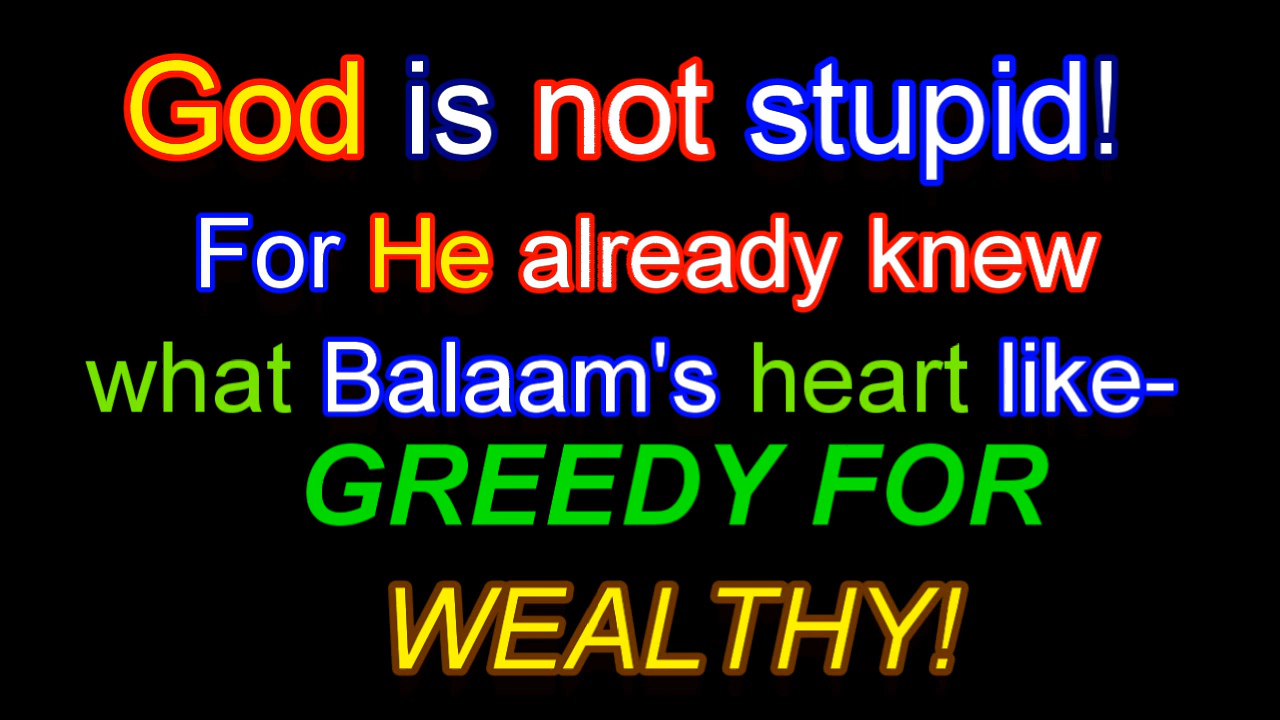 God is not stupid!
For He already knew
what Balaam's heart like-
GREEDY FOR
WEALTHY!